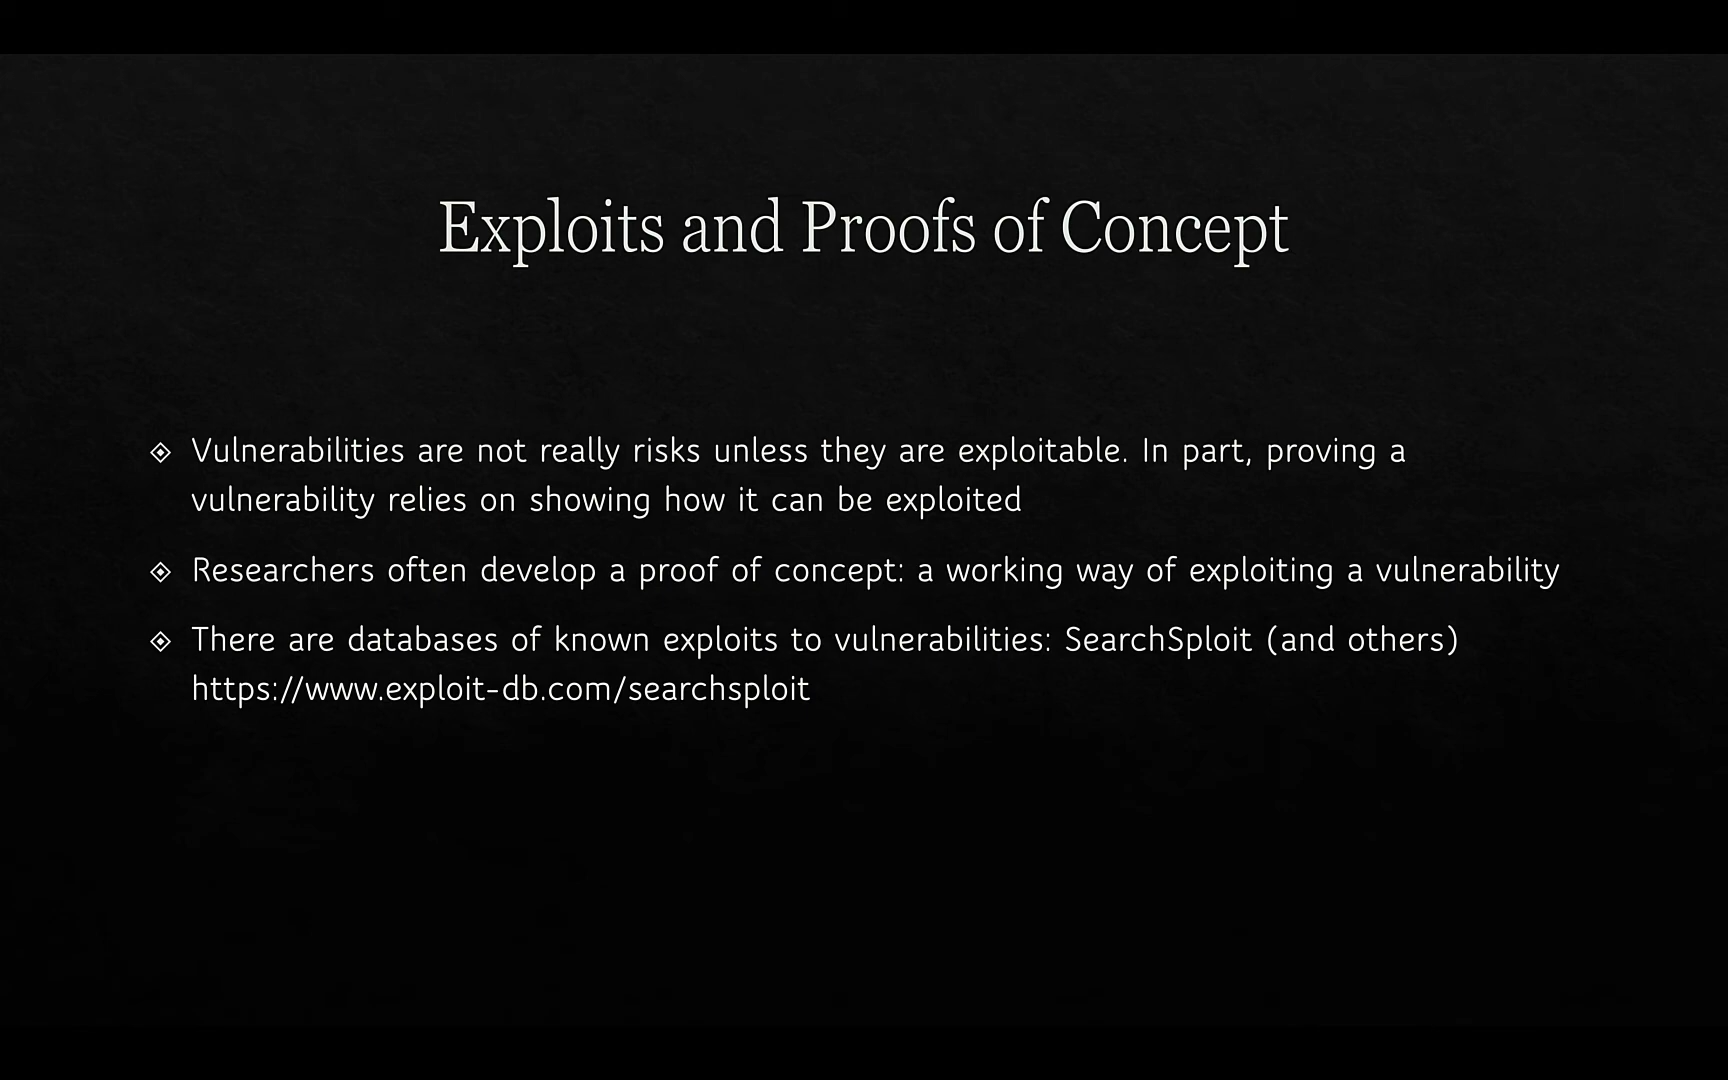 Exploits and Proofs of Concept
Vulnerabilities are not really risks unless they are exploitable. In part, proving a
vulnerability relies on showing how it can be exploited
Researchers often develop a proof of concept: a working way of exploiting a vulnerability
There are databases of known exploits to vulnerabilities: SearchSploit (and others)
https://www.exploit-db.com/searchsploit